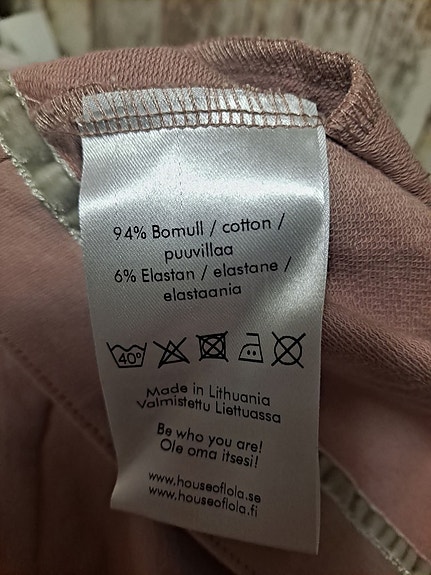 94% Bomull / cotton /
puuvillaa
6% Elastan / elastane /
elastaania
40°
Made in Lithuania
Valmistettu Liettuassa
Be who you are!
Ole oma itsesi!
www.houseoflola.se
www.houseoflola.fi